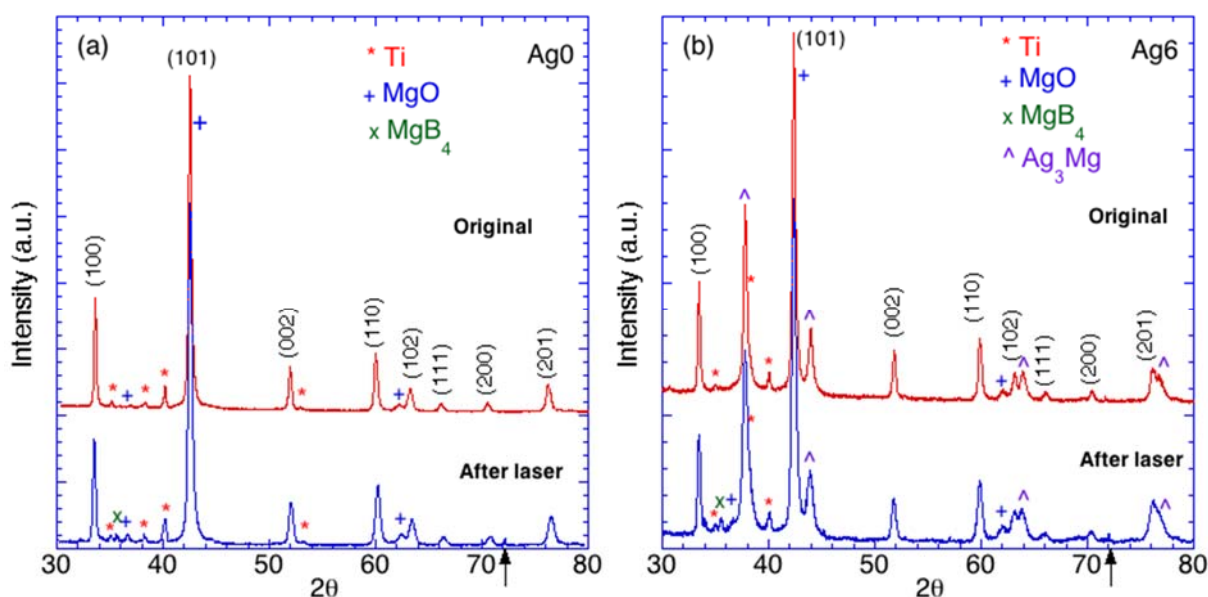 (a)
(101)
* Ti
Ag0
+ MgO
x MgB4
Original
(100)
(002)
(110)
(102)
(111)
(200)
(201)
After laser
Intensity (a.u.)
30 40 50 60 70 80
2θ
(b)
(101)
* Ti
Ag6
+ MgO
x MgB4
^ Ag3Mg
Original
(100)
(002)
(110)
(102)
(111)
(200)
(201)
After laser
Intensity (a.u.)
30 40 50 60 70 80
2θ